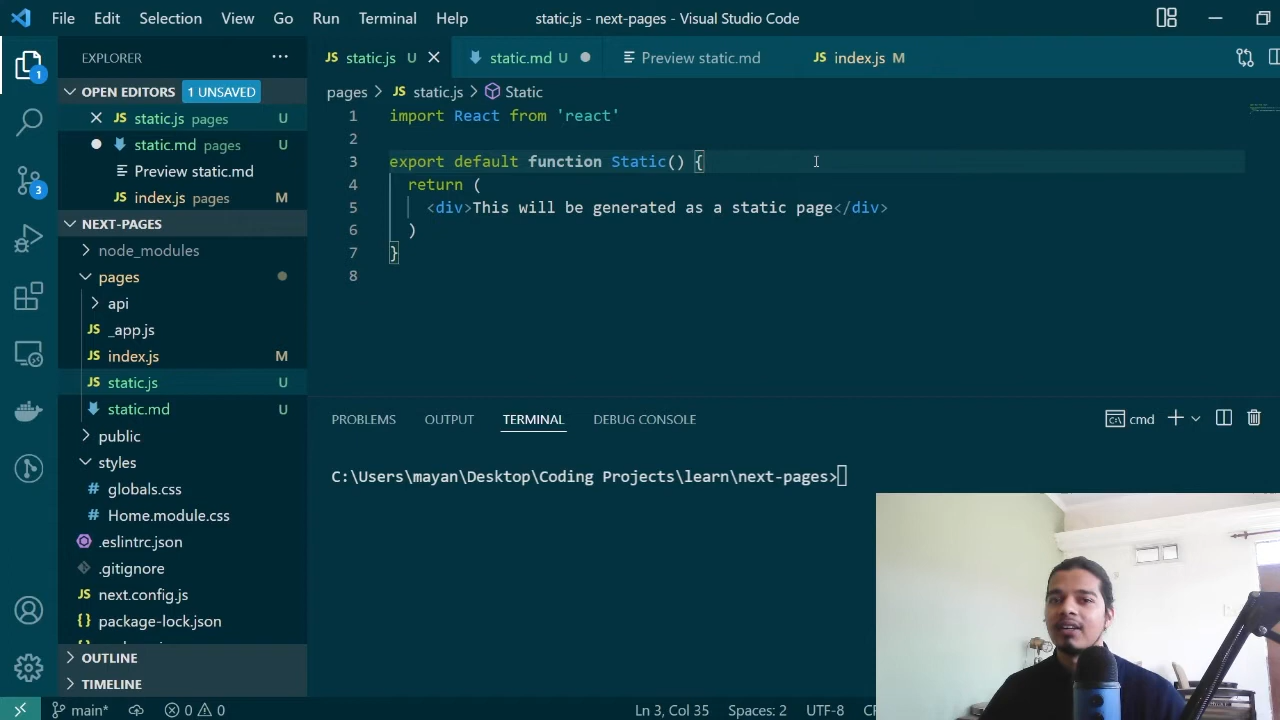 File Edit Selection View Go Run Terminal Help static.js - next-pages - Visual Studio Code
EXPLORER
OPEN EDITORS 1 UNSAVED
static.js pages U
static.md pages U
Preview static.md
index.js pages M
NEXT-PAGES
node_modules
pages
api
_app.js
index.js M
static.js U
static.md U
public
styles
globals.css
Home.module.css
.eslintrc.json
.gitignore
next.config.js
package-lock.json
OUTLINE
TIMELINE
1
3
JS static.js U static.md U Preview static.md JS index.js M
pages > JS static.js > Static
1 import React from 'react'
2
3 export default function Static() {
4 return (
5 <div>This will be generated as a static page</div>
6 )
7 }
8
PROBLEMS OUTPUT TERMINAL DEBUG CONSOLE cmd
C:\Users\mayan\Desktop\Coding Projects\learn\next-pages>
main* 0 0 Ln 3, Col 35 Spaces: 2 UTF-8